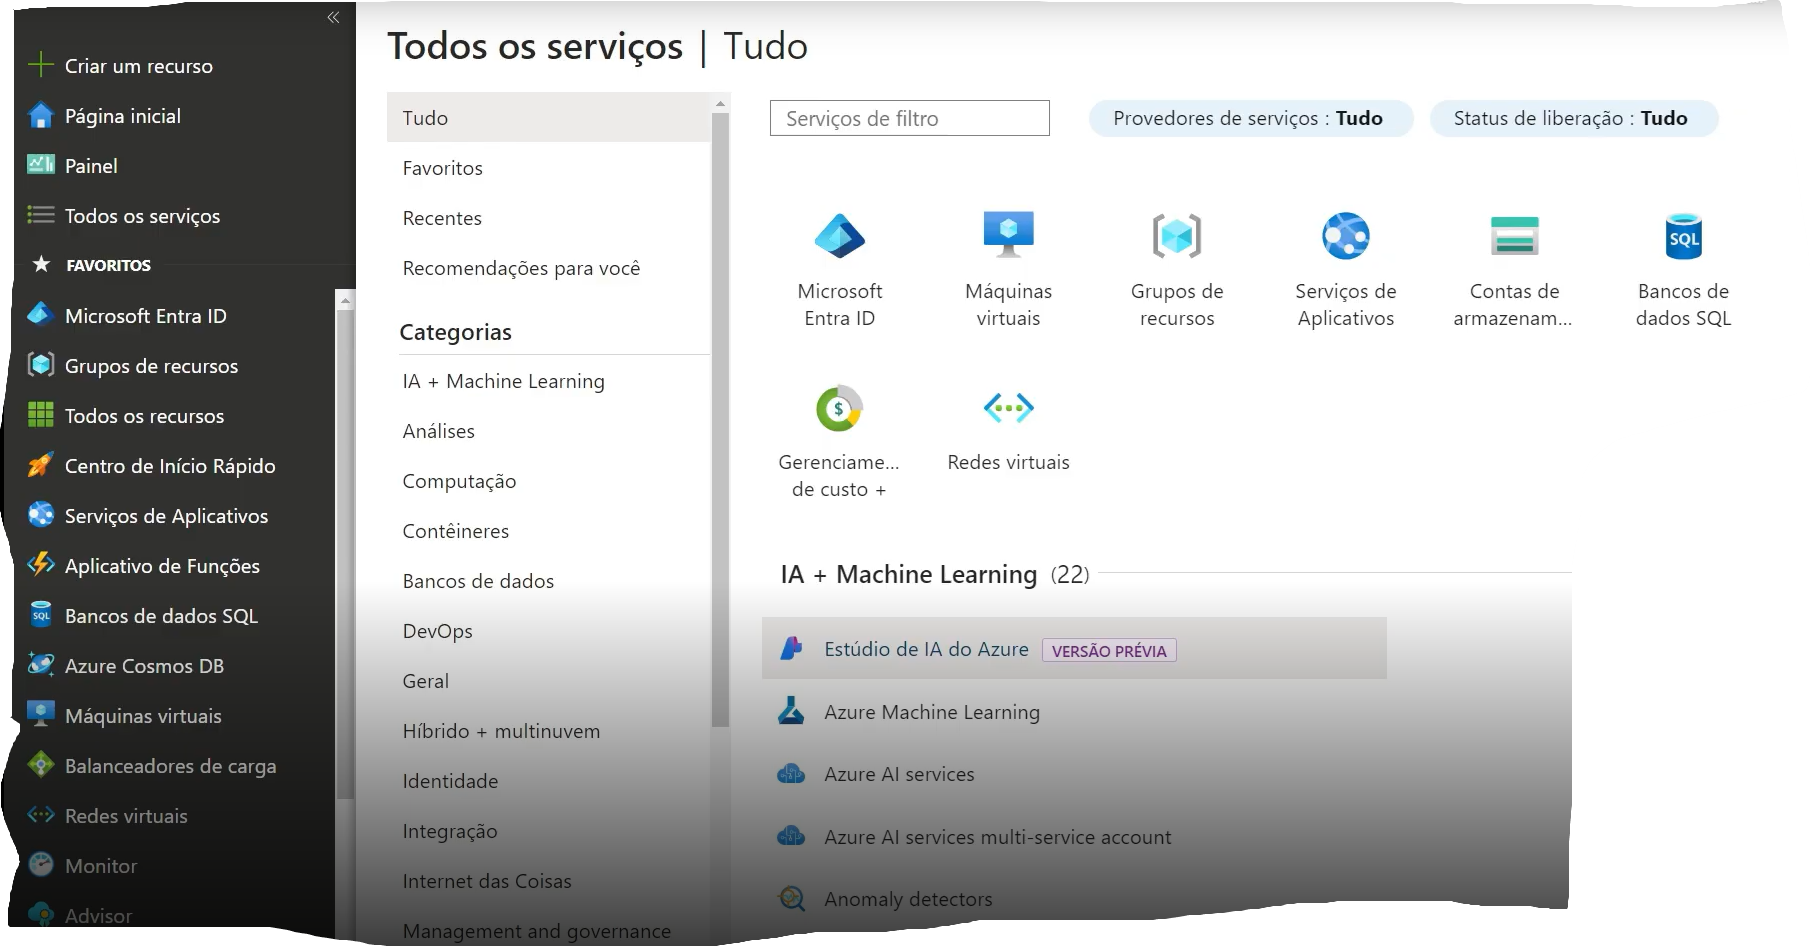 Criar um recurso
Página inicial
Painel
Todos os serviços
FAVORITOS
Microsoft Entra ID
Grupos de recursos
Todos os recursos
Centro de Início Rápido
Serviços de Aplicativos
Aplicativo de Funções
Bancos de dados SQL
Azure Cosmos DB
Máquinas virtuais
Balanceadores de carga
Redes virtuais
Monitor
Advisor
Todos os serviços | Tudo
Tudo
Favoritos
Recentes
Recomendações para você
Categorias
IA + Machine Learning
Análises
Computação
Contêineres
Bancos de dados
DevOps
Geral
Híbrido + multinuvem
Identidade
Integração
Internet das Coisas
Management and governance
Serviços de filtro
Provedores de serviços : Tudo
Status de liberação : Tudo
Microsoft
Entra ID
Máquinas
virtuais
Grupos de
recursos
Serviços de
Aplicativos
Contas de
armazenam...
SQL
Bancos de
dados SQL
Gerenciame...
de custo +
Redes virtuais
IA + Machine Learning (22)
Estúdio de IA do Azure VERSÃO PRÉVIA
Azure Machine Learning
Azure AI services
Azure AI services multi-service account
Anomaly detectors